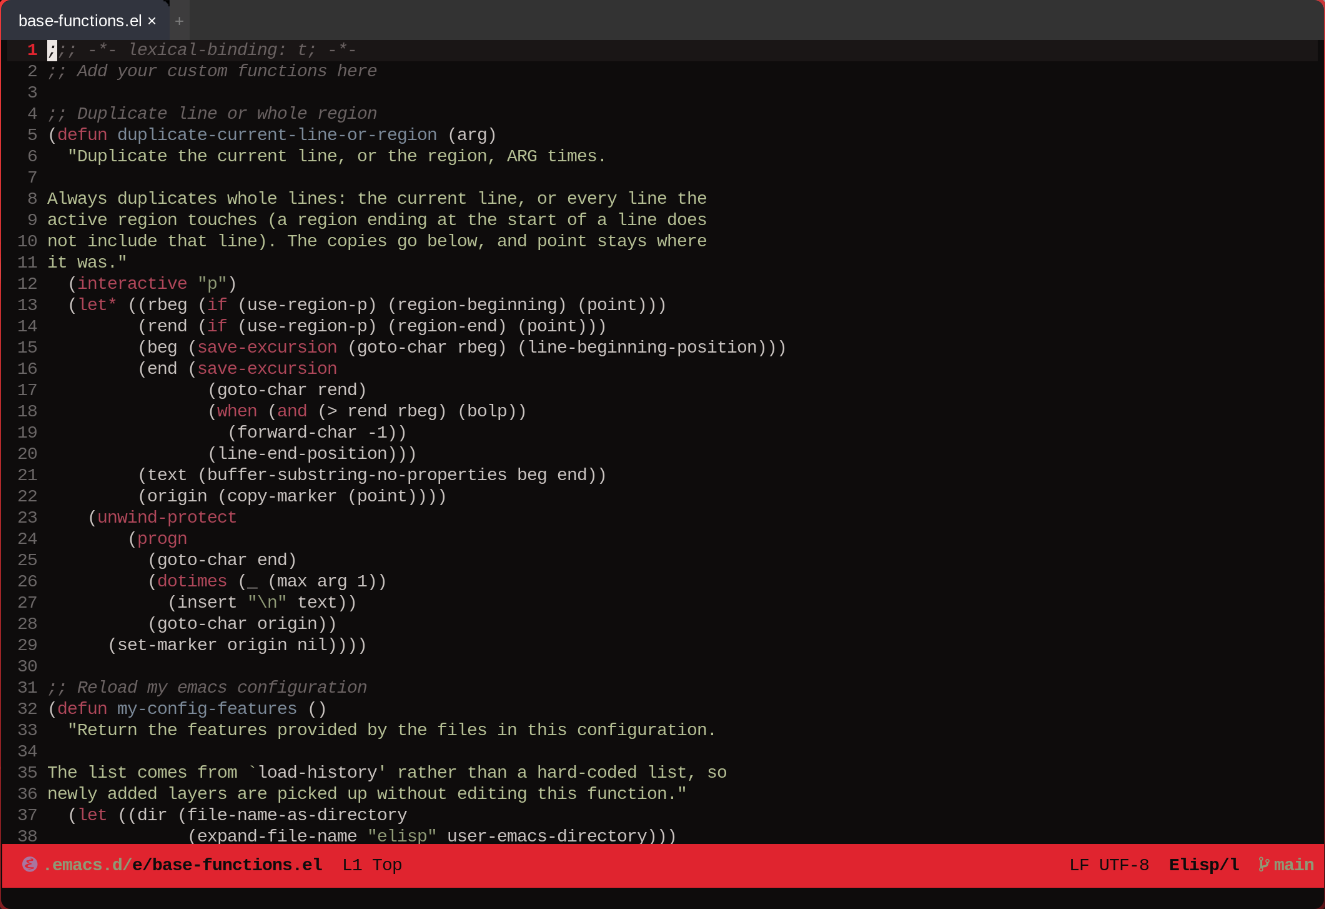 base-functions.el × +
1 ;;; -*- lexical-binding: t; -*-
2 ;; Add your custom functions here
3
4 ;; Duplicate line or whole region
5 (defun duplicate-current-line-or-region (arg)
6   "Duplicate the current line, or the region, ARG times.
7
8 Always duplicates whole lines: the current line, or every line the
9 active region touches (a region ending at the start of a line does
10 not include that line). The copies go below, and point stays where
11 it was."
12   (interactive "p")
13   (let* ((rbeg (if (use-region-p) (region-beginning) (point)))
14          (rend (if (use-region-p) (region-end) (point)))
15          (beg (save-excursion (goto-char rbeg) (line-beginning-position)))
16          (end (save-excursion
17                 (goto-char rend)
18                 (when (and (> rend rbeg) (bolp))
19                   (forward-char -1))
20                 (line-end-position)))
21          (text (buffer-substring-no-properties beg end))
22          (origin (copy-marker (point))))
23     (unwind-protect
24         (progn
25           (goto-char end)
26           (dotimes (_ (max arg 1))
27             (insert "\n" text))
28           (goto-char origin))
29       (set-marker origin nil))))
30
31 ;; Reload my emacs configuration
32 (defun my-config-features ()
33   "Return the features provided by the files in this configuration.
34
35 The list comes from `load-history' rather than a hard-coded list, so
36 newly added layers are picked up without editing this function."
37   (let ((dir (file-name-as-directory
38               (expand-file-name "elisp" user-emacs-directory)))
.emacs.d/e/base-functions.el  L1 Top  LF UTF-8  Elisp/l  main